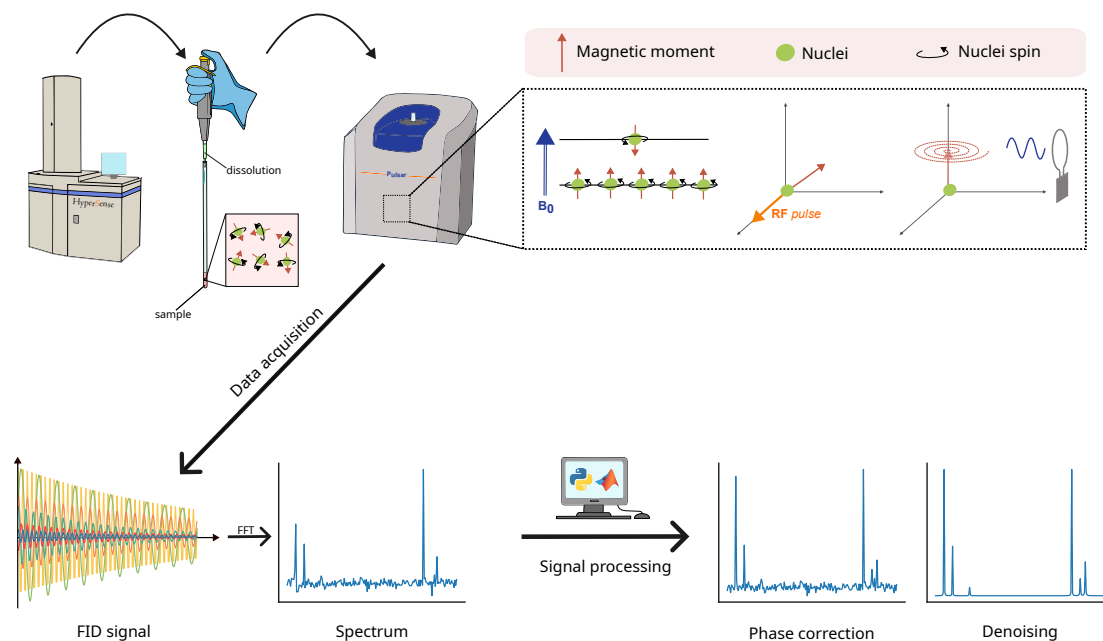 Magnetic moment
Nuclei
Nuclei spin
dissolution
HyperSense
Pulsar
B0
RF pulse
sample
Data acquisition
FFT
Signal processing
FID signal
Spectrum
Phase correction
Denoising